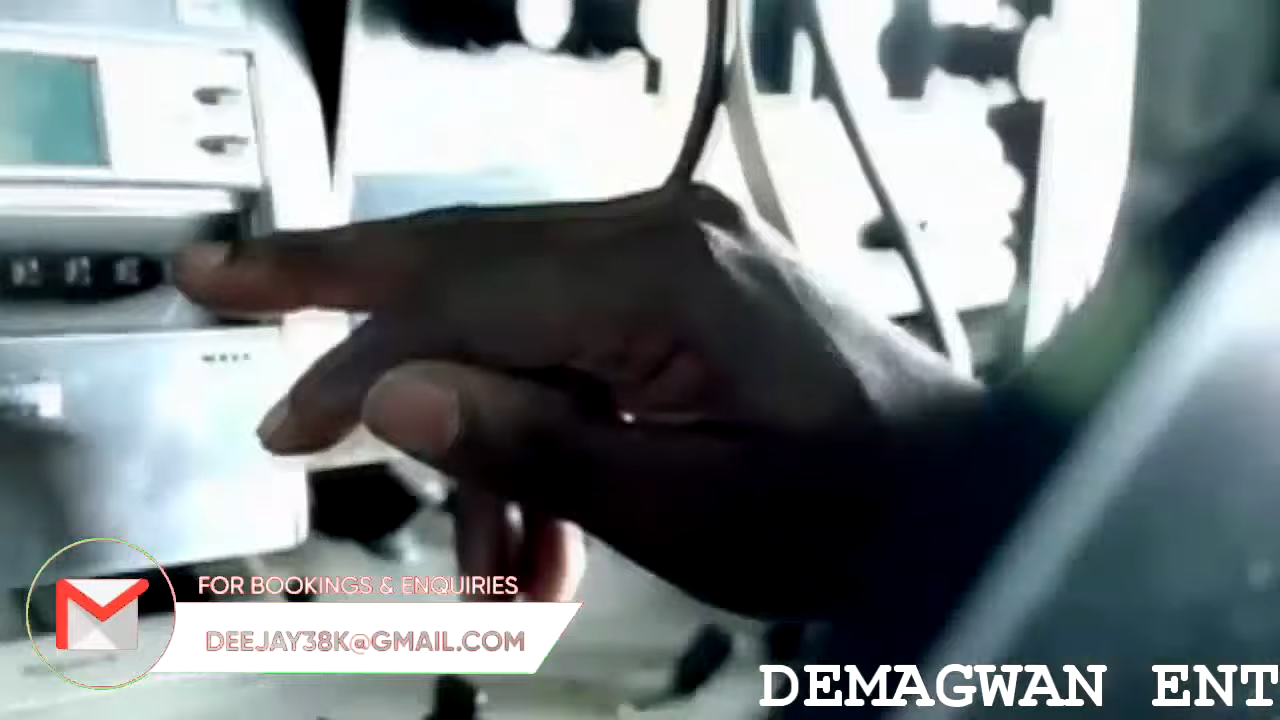 FOR BOOKINGS & ENQUIRIES
DEEJAY38K@GMAIL.COM
DEMAGWAN ENT